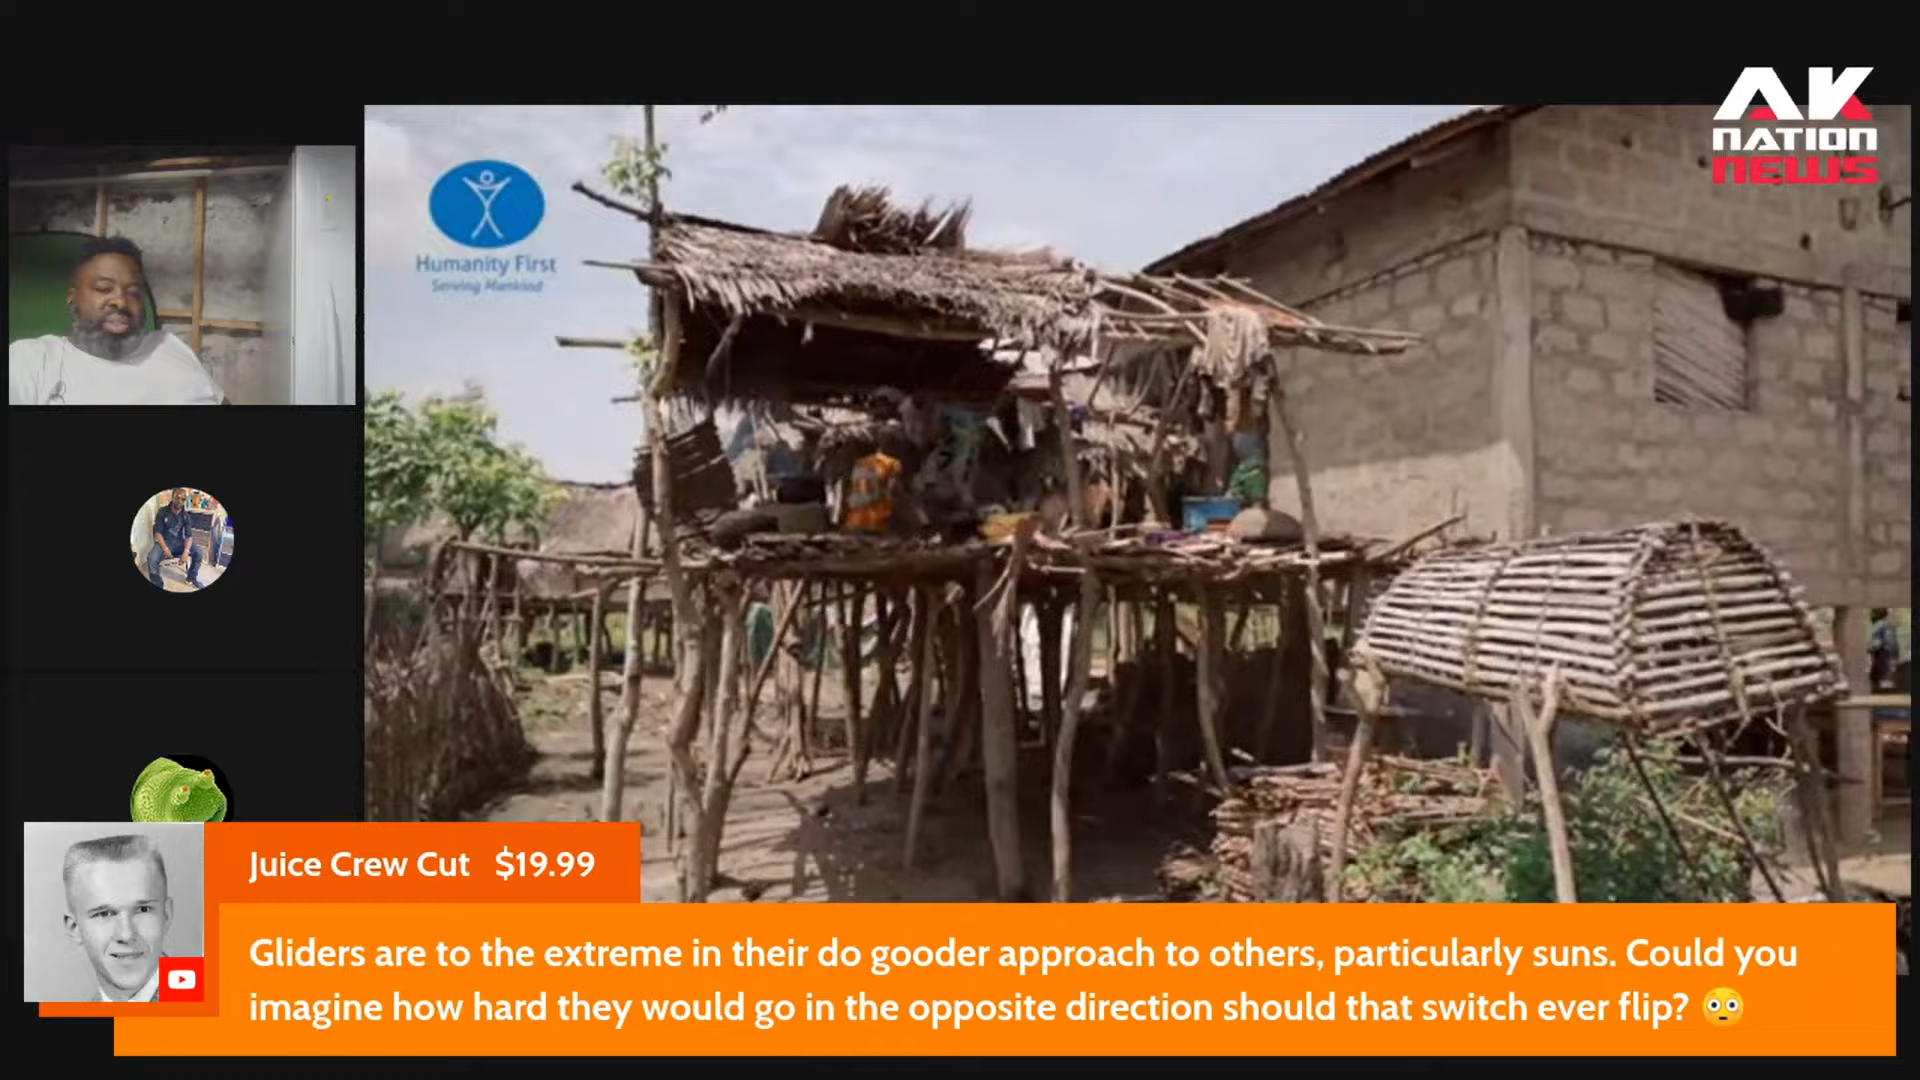 AK
NATION
NEWS
Humanity First
Serving Mankind
Juice Crew Cut $19.99
Gliders are to the extreme in their do gooder approach to others, particularly suns. Could you
imagine how hard they would go in the opposite direction should that switch ever flip? 😳